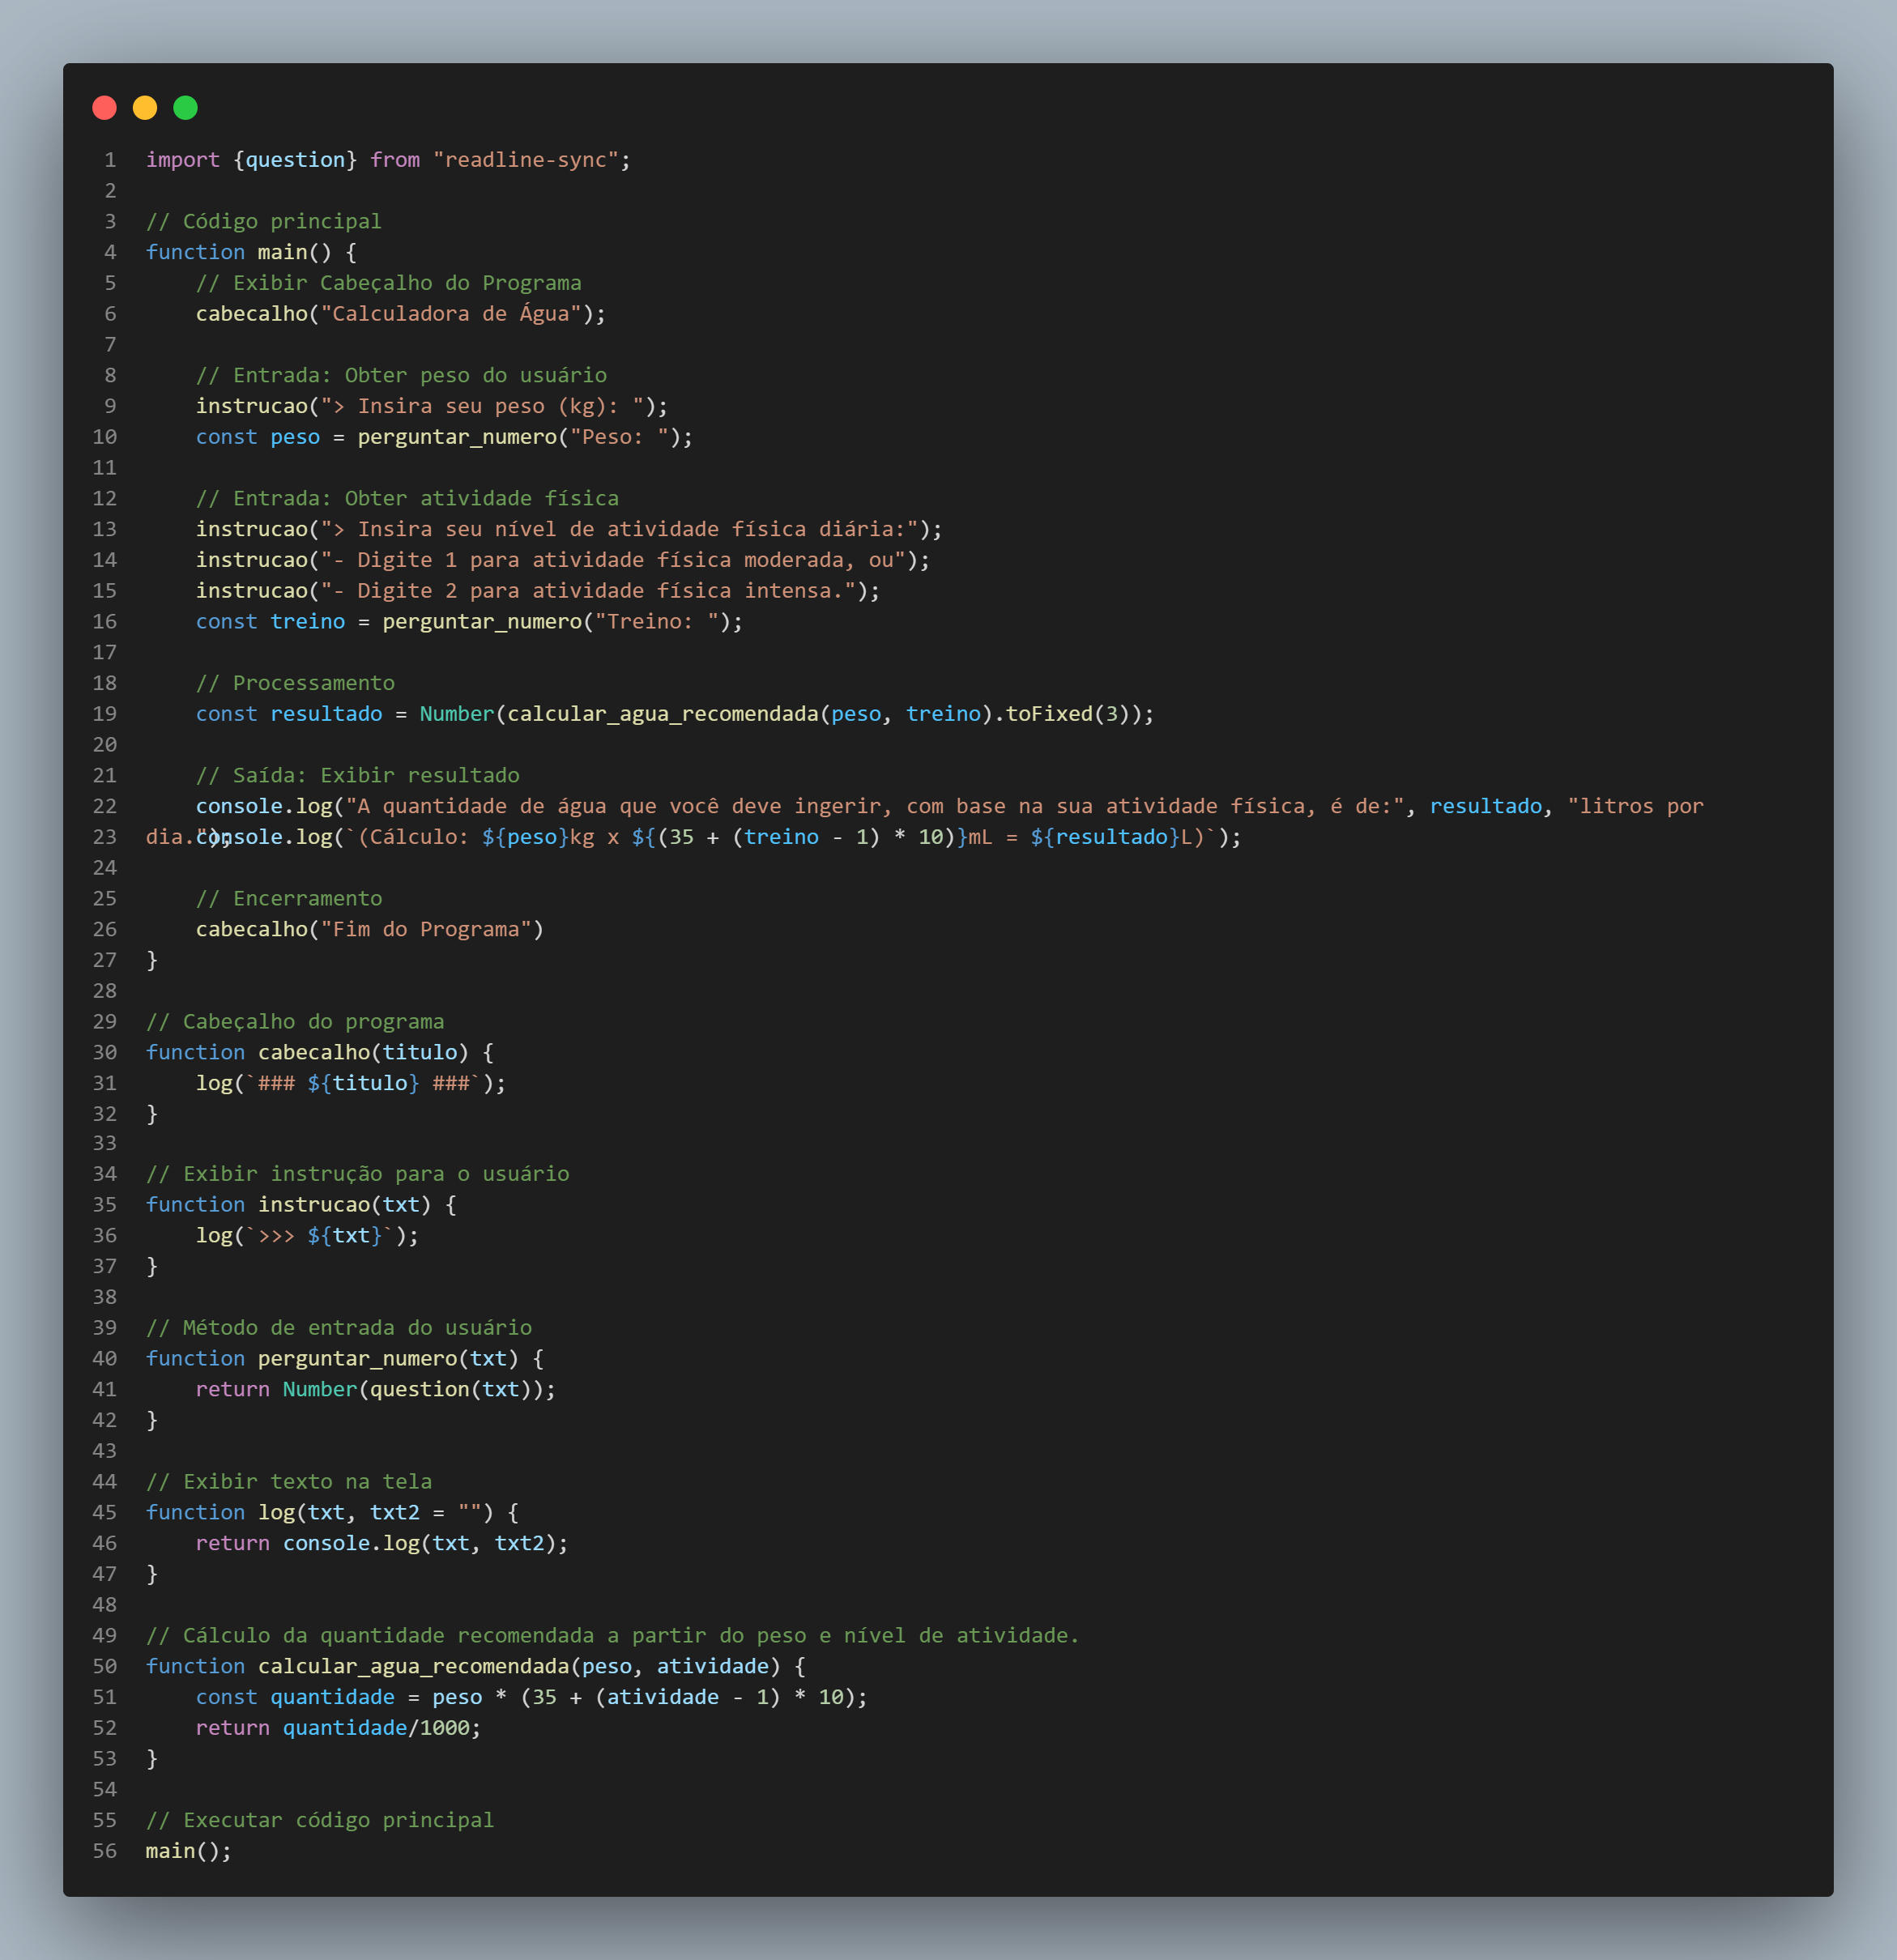 1 import {question} from "readline-sync";
2
3 // Código principal
4 function main() {
5     // Exibir Cabeçalho do Programa
6     cabecalho("Calculadora de Água");
7
8     // Entrada: Obter peso do usuário
9     instrucao("> Insira seu peso (kg): ");
10     const peso = perguntar_numero("Peso: ");
11
12     // Entrada: Obter atividade física
13     instrucao("> Insira seu nível de atividade física diária:");
14     instrucao("- Digite 1 para atividade física moderada, ou");
15     instrucao("- Digite 2 para atividade física intensa.");
16     const treino = perguntar_numero("Treino: ");
17
18     // Processamento
19     const resultado = Number(calcular_agua_recomendada(peso, treino).toFixed(3));
20
21     // Saída: Exibir resultado
22     console.log("A quantidade de água que você deve ingerir, com base na sua atividade física, é de:", resultado, "litros por
dia.");
23     console.log(`(Cálculo: ${peso}kg x ${(35 + (treino - 1) * 10)}mL = ${resultado}L)`);
24
25     // Encerramento
26     cabecalho("Fim do Programa")
27 }
28
29 // Cabeçalho do programa
30 function cabecalho(titulo) {
31     log(`### ${titulo} ###`);
32 }
33
34 // Exibir instrução para o usuário
35 function instrucao(txt) {
36     log(`>>> ${txt}`);
37 }
38
39 // Método de entrada do usuário
40 function perguntar_numero(txt) {
41     return Number(question(txt));
42 }
43
44 // Exibir texto na tela
45 function log(txt, txt2 = "") {
46     return console.log(txt, txt2);
47 }
48
49 // Cálculo da quantidade recomendada a partir do peso e nível de atividade.
50 function calcular_agua_recomendada(peso, atividade) {
51     const quantidade = peso * (35 + (atividade - 1) * 10);
52     return quantidade/1000;
53 }
54
55 // Executar código principal
56 main();